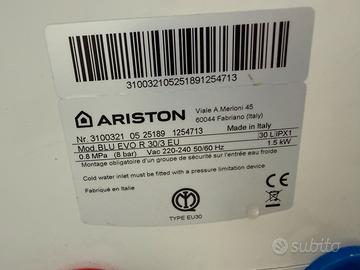 3100321052518912547​13
ARISTON
Viale A.Merloni 45
60044 Fabriano (Italy)
Nr. 3100321 05 25189 1254713 Made in Italy
Mod.BLU EVO R 30/3 EU 30 L/IPX1
0.8 MPa (8 bar) Vac 220-240 50/60 Hz 1.5 kW
Montage obligatoire d'un groupe de sécurité sur l'entrée eau froide
Cold water inlet must be fitted with a pressure limitation device
Fabriqué en Italie
TYPE EU30
subito